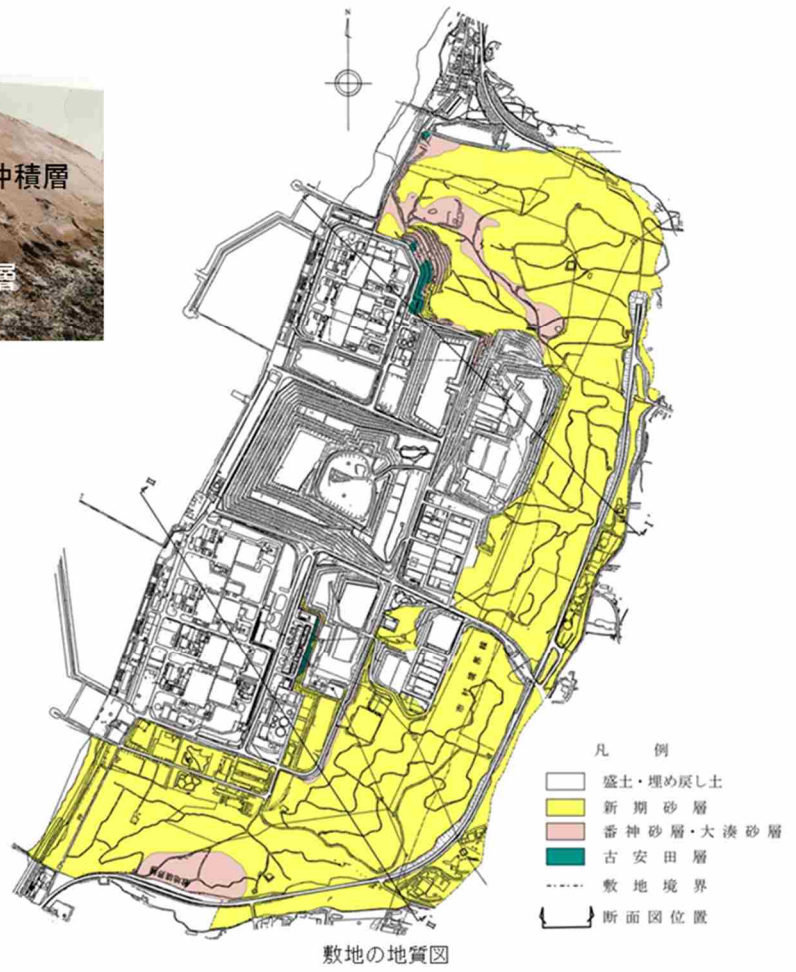 N
沖積層
層
II
I
凡 例
盛土・埋め戻し土
新期砂層
番神砂層・大湊砂層
古安田層
敷地境界
断面図位置
敷地の地質図